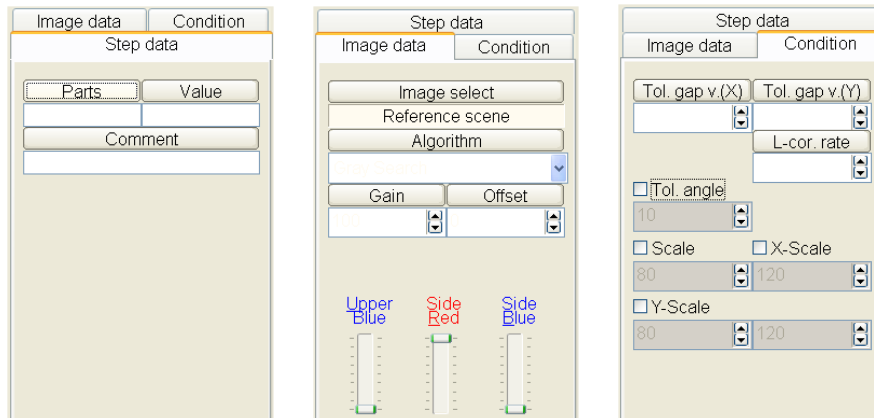 Image data Condition
Step data
Parts Value
Comment
Step data
Image data Condition
Image select
Reference scene
Algorithm
Gain Offset
Upper Blue
Side Red
Side Blue
Step data
Image data Condition
Tol. gap v.(X) Tol. gap v.(Y)
L-cor. rate
Tol. angle
10
Scale X-Scale
80 120
Y-Scale
80 120